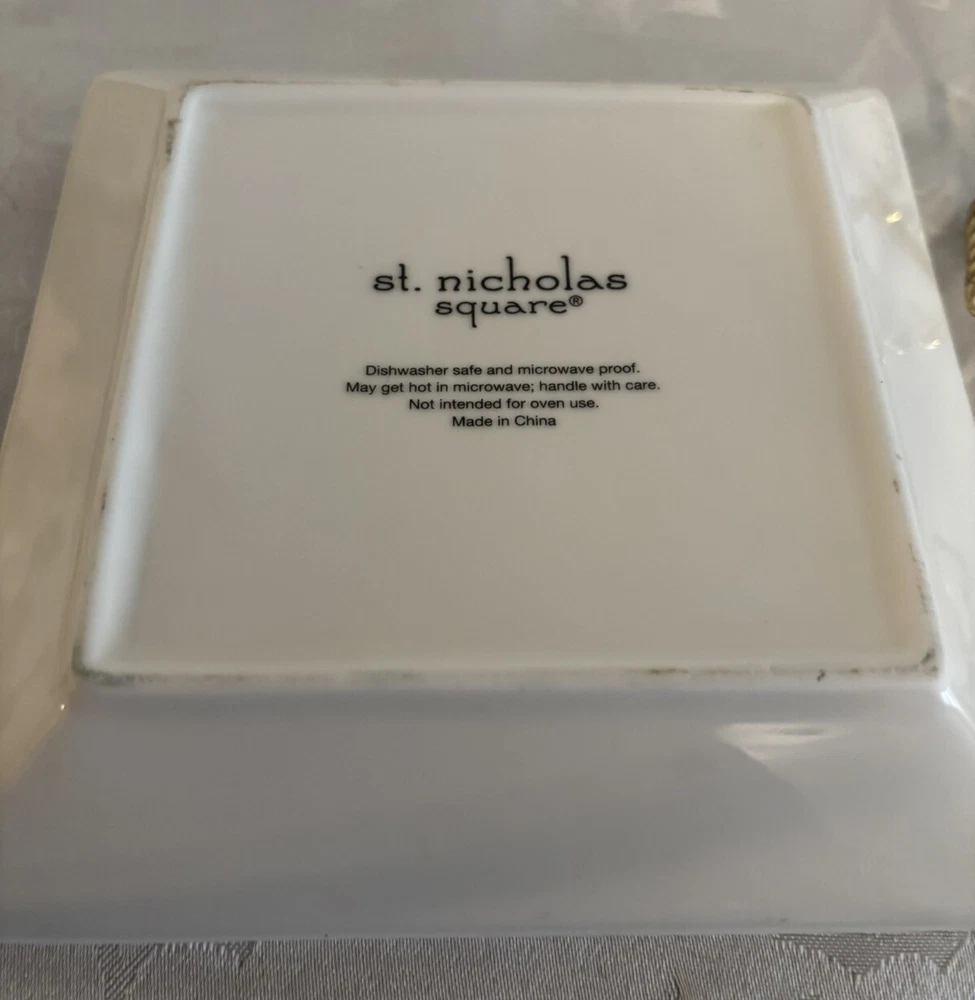 st. nicholas
square®
Dishwasher safe and microwave proof.
May get hot in microwave; handle with care.
Not intended for oven use.
Made in China